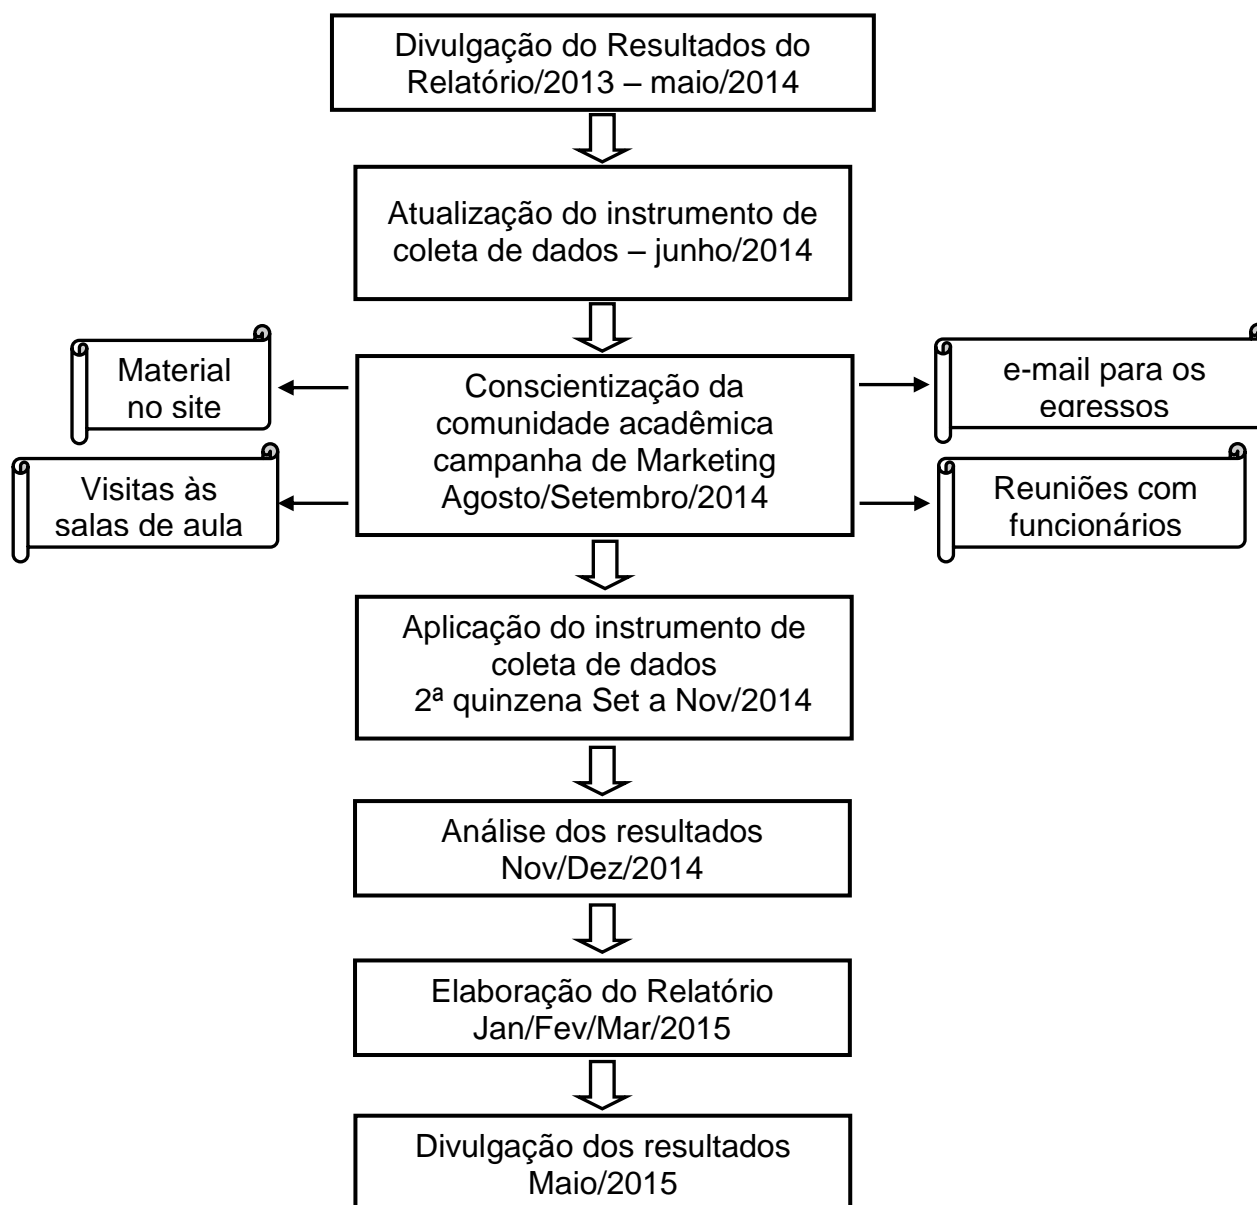 Divulgação do Resultados do
Relatório/2013 – maio/2014
Atualização do instrumento de
coleta de dados – junho/2014
Material
no site
Conscientização da
comunidade acadêmica
campanha de Marketing
Agosto/Setembro/2014
e-mail para os
egressos
Visitas às
salas de aula
Reuniões com
funcionários
Aplicação do instrumento de
coleta de dados
2ª quinzena Set a Nov/2014
Análise dos resultados
Nov/Dez/2014
Elaboração do Relatório
Jan/Fev/Mar/2015
Divulgação dos resultados
Maio/2015